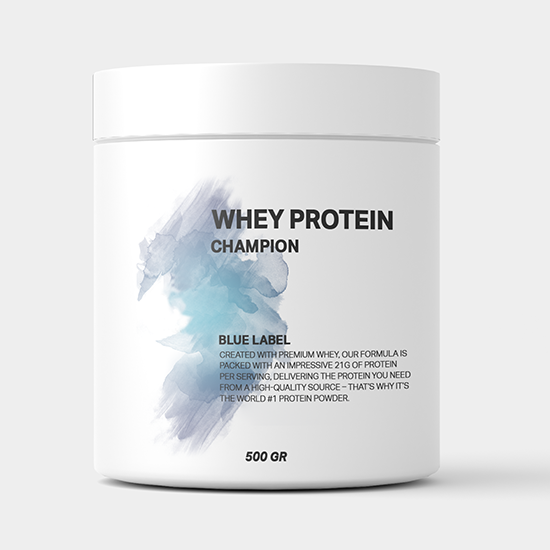 WHEY PROTEIN
CHAMPION
BLUE LABEL
CREATED WITH PREMIUM WHEY, OUR FORMULA IS
PACKED WITH AN IMPRESSIVE 21G OF PROTEIN
PER SERVING, DELIVERING THE PROTEIN YOU NEED
FROM A HIGH-QUALITY SOURCE – THAT'S WHY IT'S
THE WORLD #1 PROTEIN POWDER.
500 GR